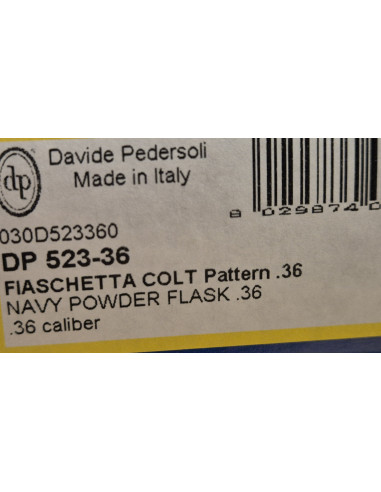 dp
Davide Pedersoli
Made in Italy
030D523360
DP 523-36
FIASCHETTA COLT Pattern .36
NAVY POWDER FLASK .36
.36 caliber